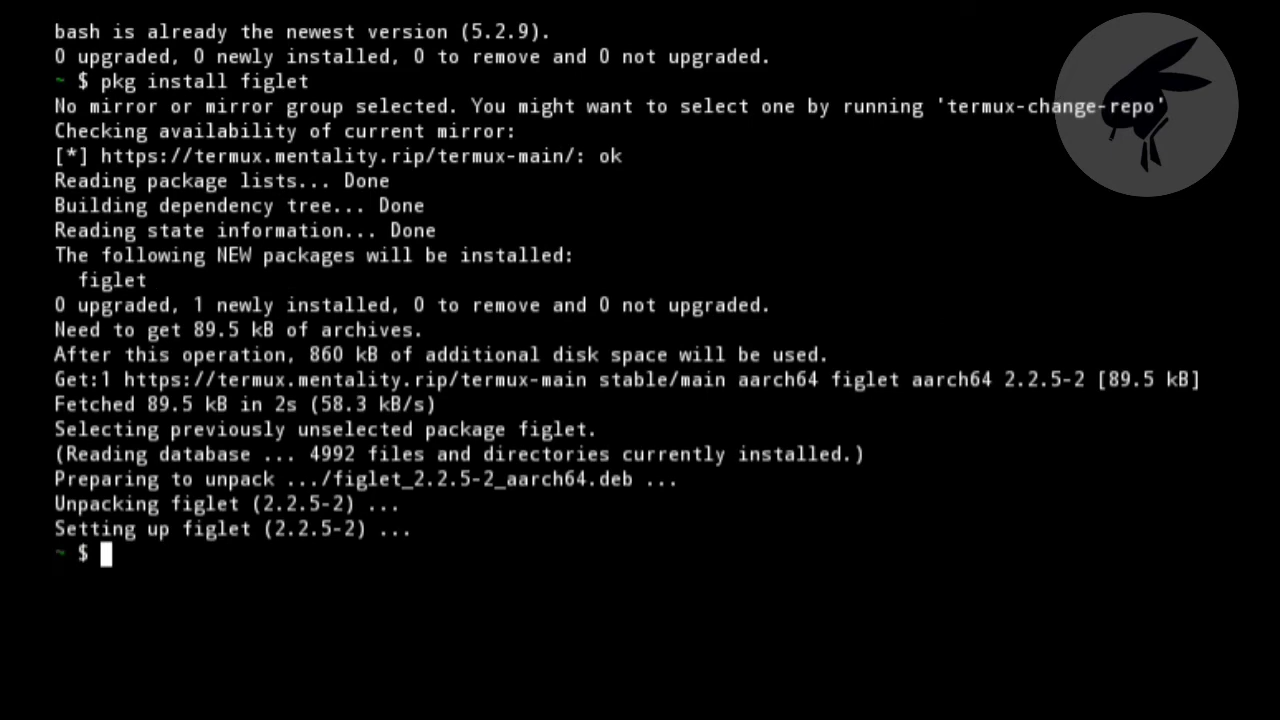 bash is already the newest version (5.2.9).
0 upgraded, 0 newly installed, 0 to remove and 0 not upgraded.
~ $ pkg install figlet
No mirror or mirror group selected. You might want to select one by running 'termux-change-repo'
Checking availability of current mirror:
[*] https://termux.mentality.rip/termux-main/: ok
Reading package lists... Done
Building dependency tree... Done
Reading state information... Done
The following NEW packages will be installed:
  figlet
0 upgraded, 1 newly installed, 0 to remove and 0 not upgraded.
Need to get 89.5 kB of archives.
After this operation, 860 kB of additional disk space will be used.
Get:1 https://termux.mentality.rip/termux-main stable/main aarch64 figlet aarch64 2.2.5-2 [89.5 kB]
Fetched 89.5 kB in 2s (58.3 kB/s)
Selecting previously unselected package figlet.
(Reading database ... 4992 files and directories currently installed.)
Preparing to unpack .../figlet_2.2.5-2_aarch64.deb ...
Unpacking figlet (2.2.5-2) ...
Setting up figlet (2.2.5-2) ...
~ $